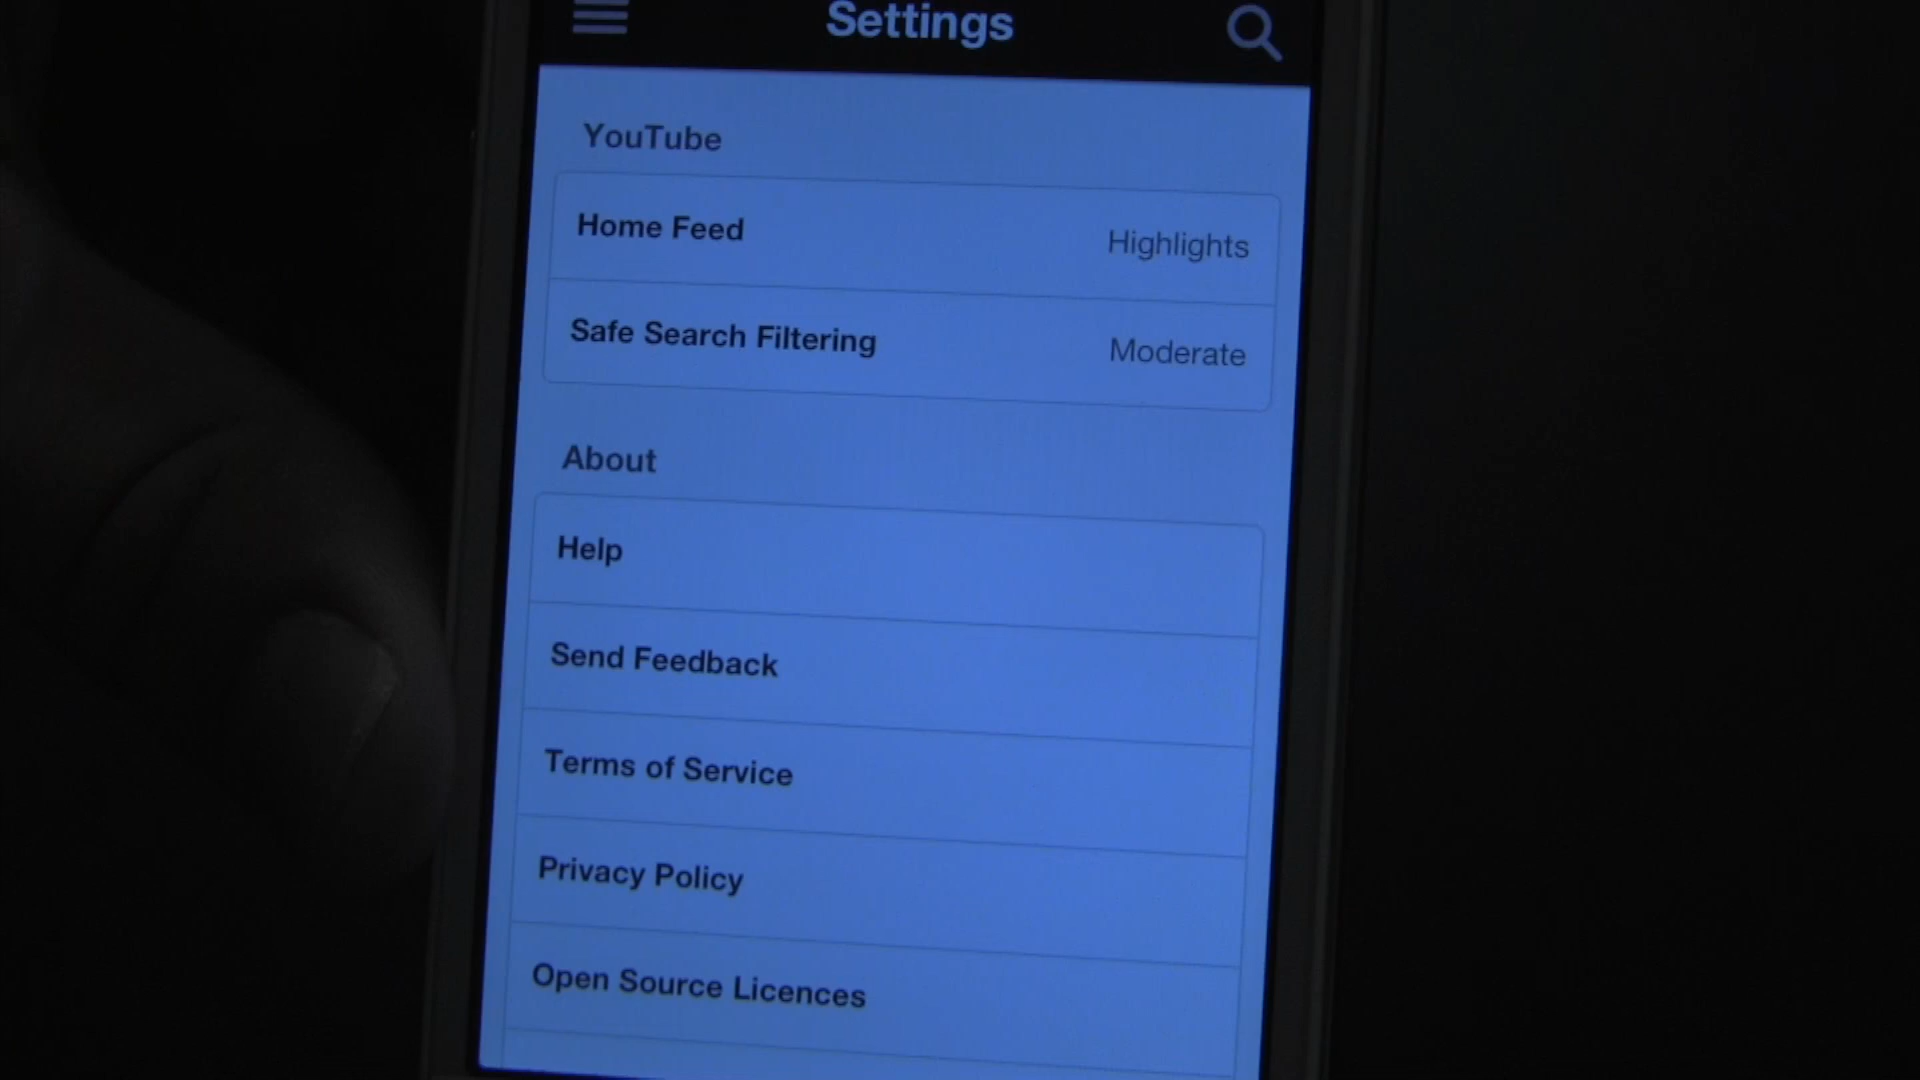 Settings
YouTube
Home Feed Highlights
Safe Search Filtering Moderate
About
Help
Send Feedback
Terms of Service
Privacy Policy
Open Source Licences